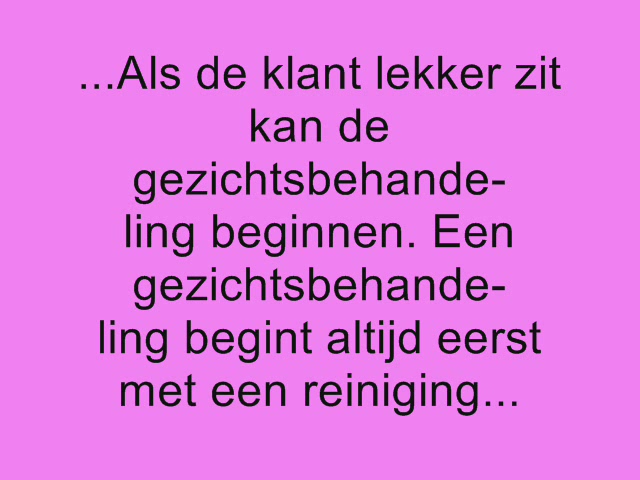 ...Als de klant lekker zit
kan de
gezichtsbehande-
ling beginnen. Een
gezichtsbehande-
ling begint altijd eerst
met een reiniging...